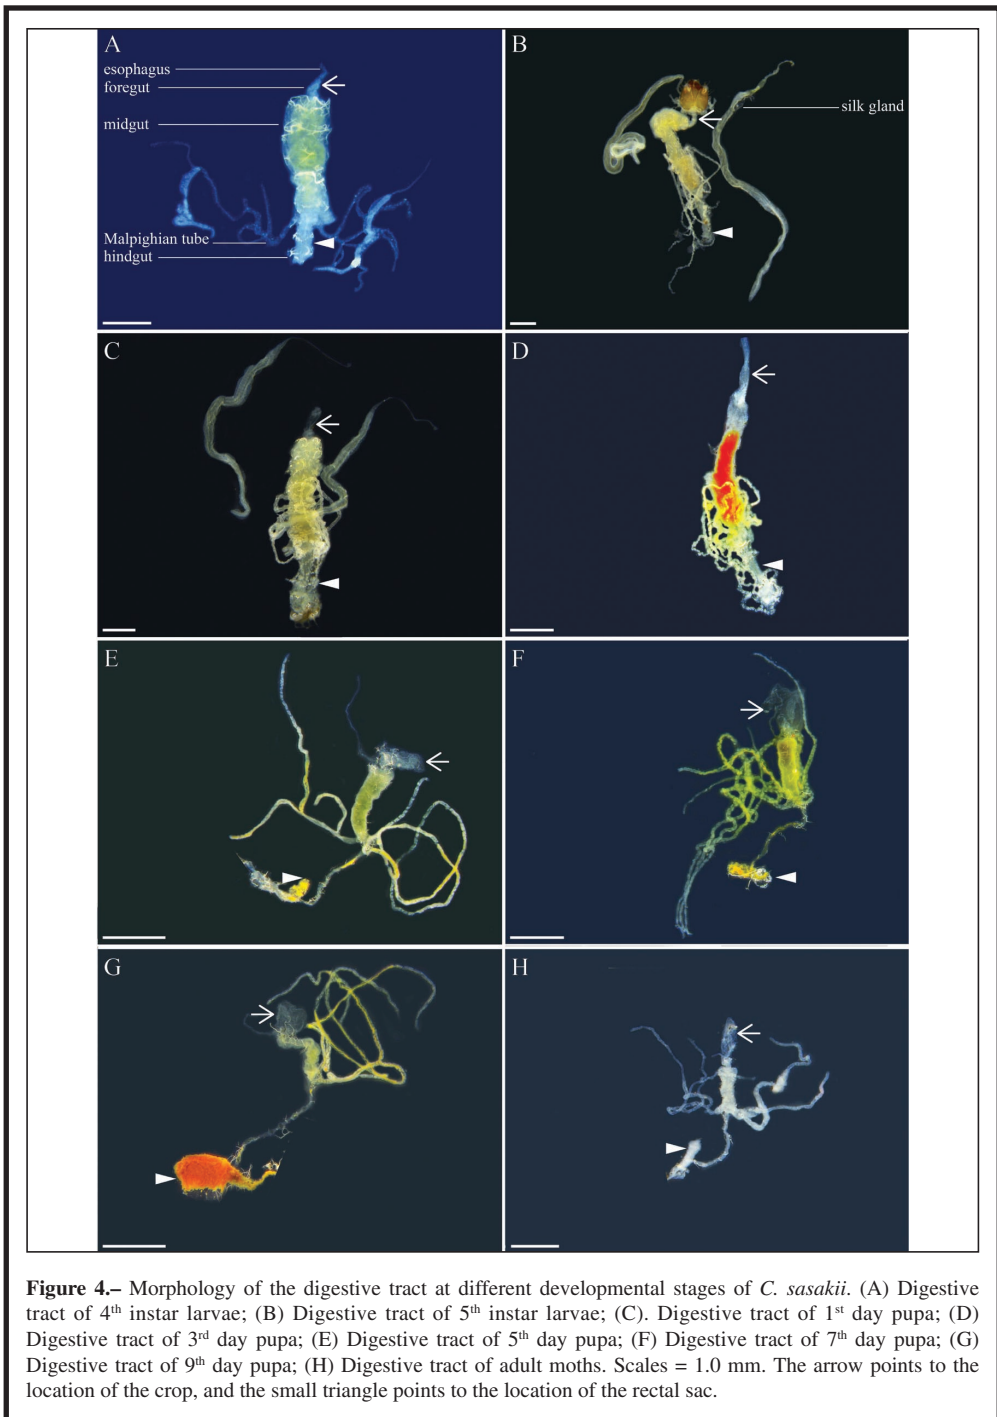 A
esophagus
foregut
midgut
Malpighian tube
hindgut
B
silk gland
C
D
E
F
G
H
Figure 4.– Morphology of the digestive tract at different developmental stages of C. sasakii. (A) Digestive
tract of 4th instar larvae; (B) Digestive tract of 5th instar larvae; (C). Digestive tract of 1st day pupa; (D)
Digestive tract of 3rd day pupa; (E) Digestive tract of 5th day pupa; (F) Digestive tract of 7th day pupa; (G)
Digestive tract of 9th day pupa; (H) Digestive tract of adult moths. Scales = 1.0 mm. The arrow points to the
location of the crop, and the small triangle points to the location of the rectal sac.